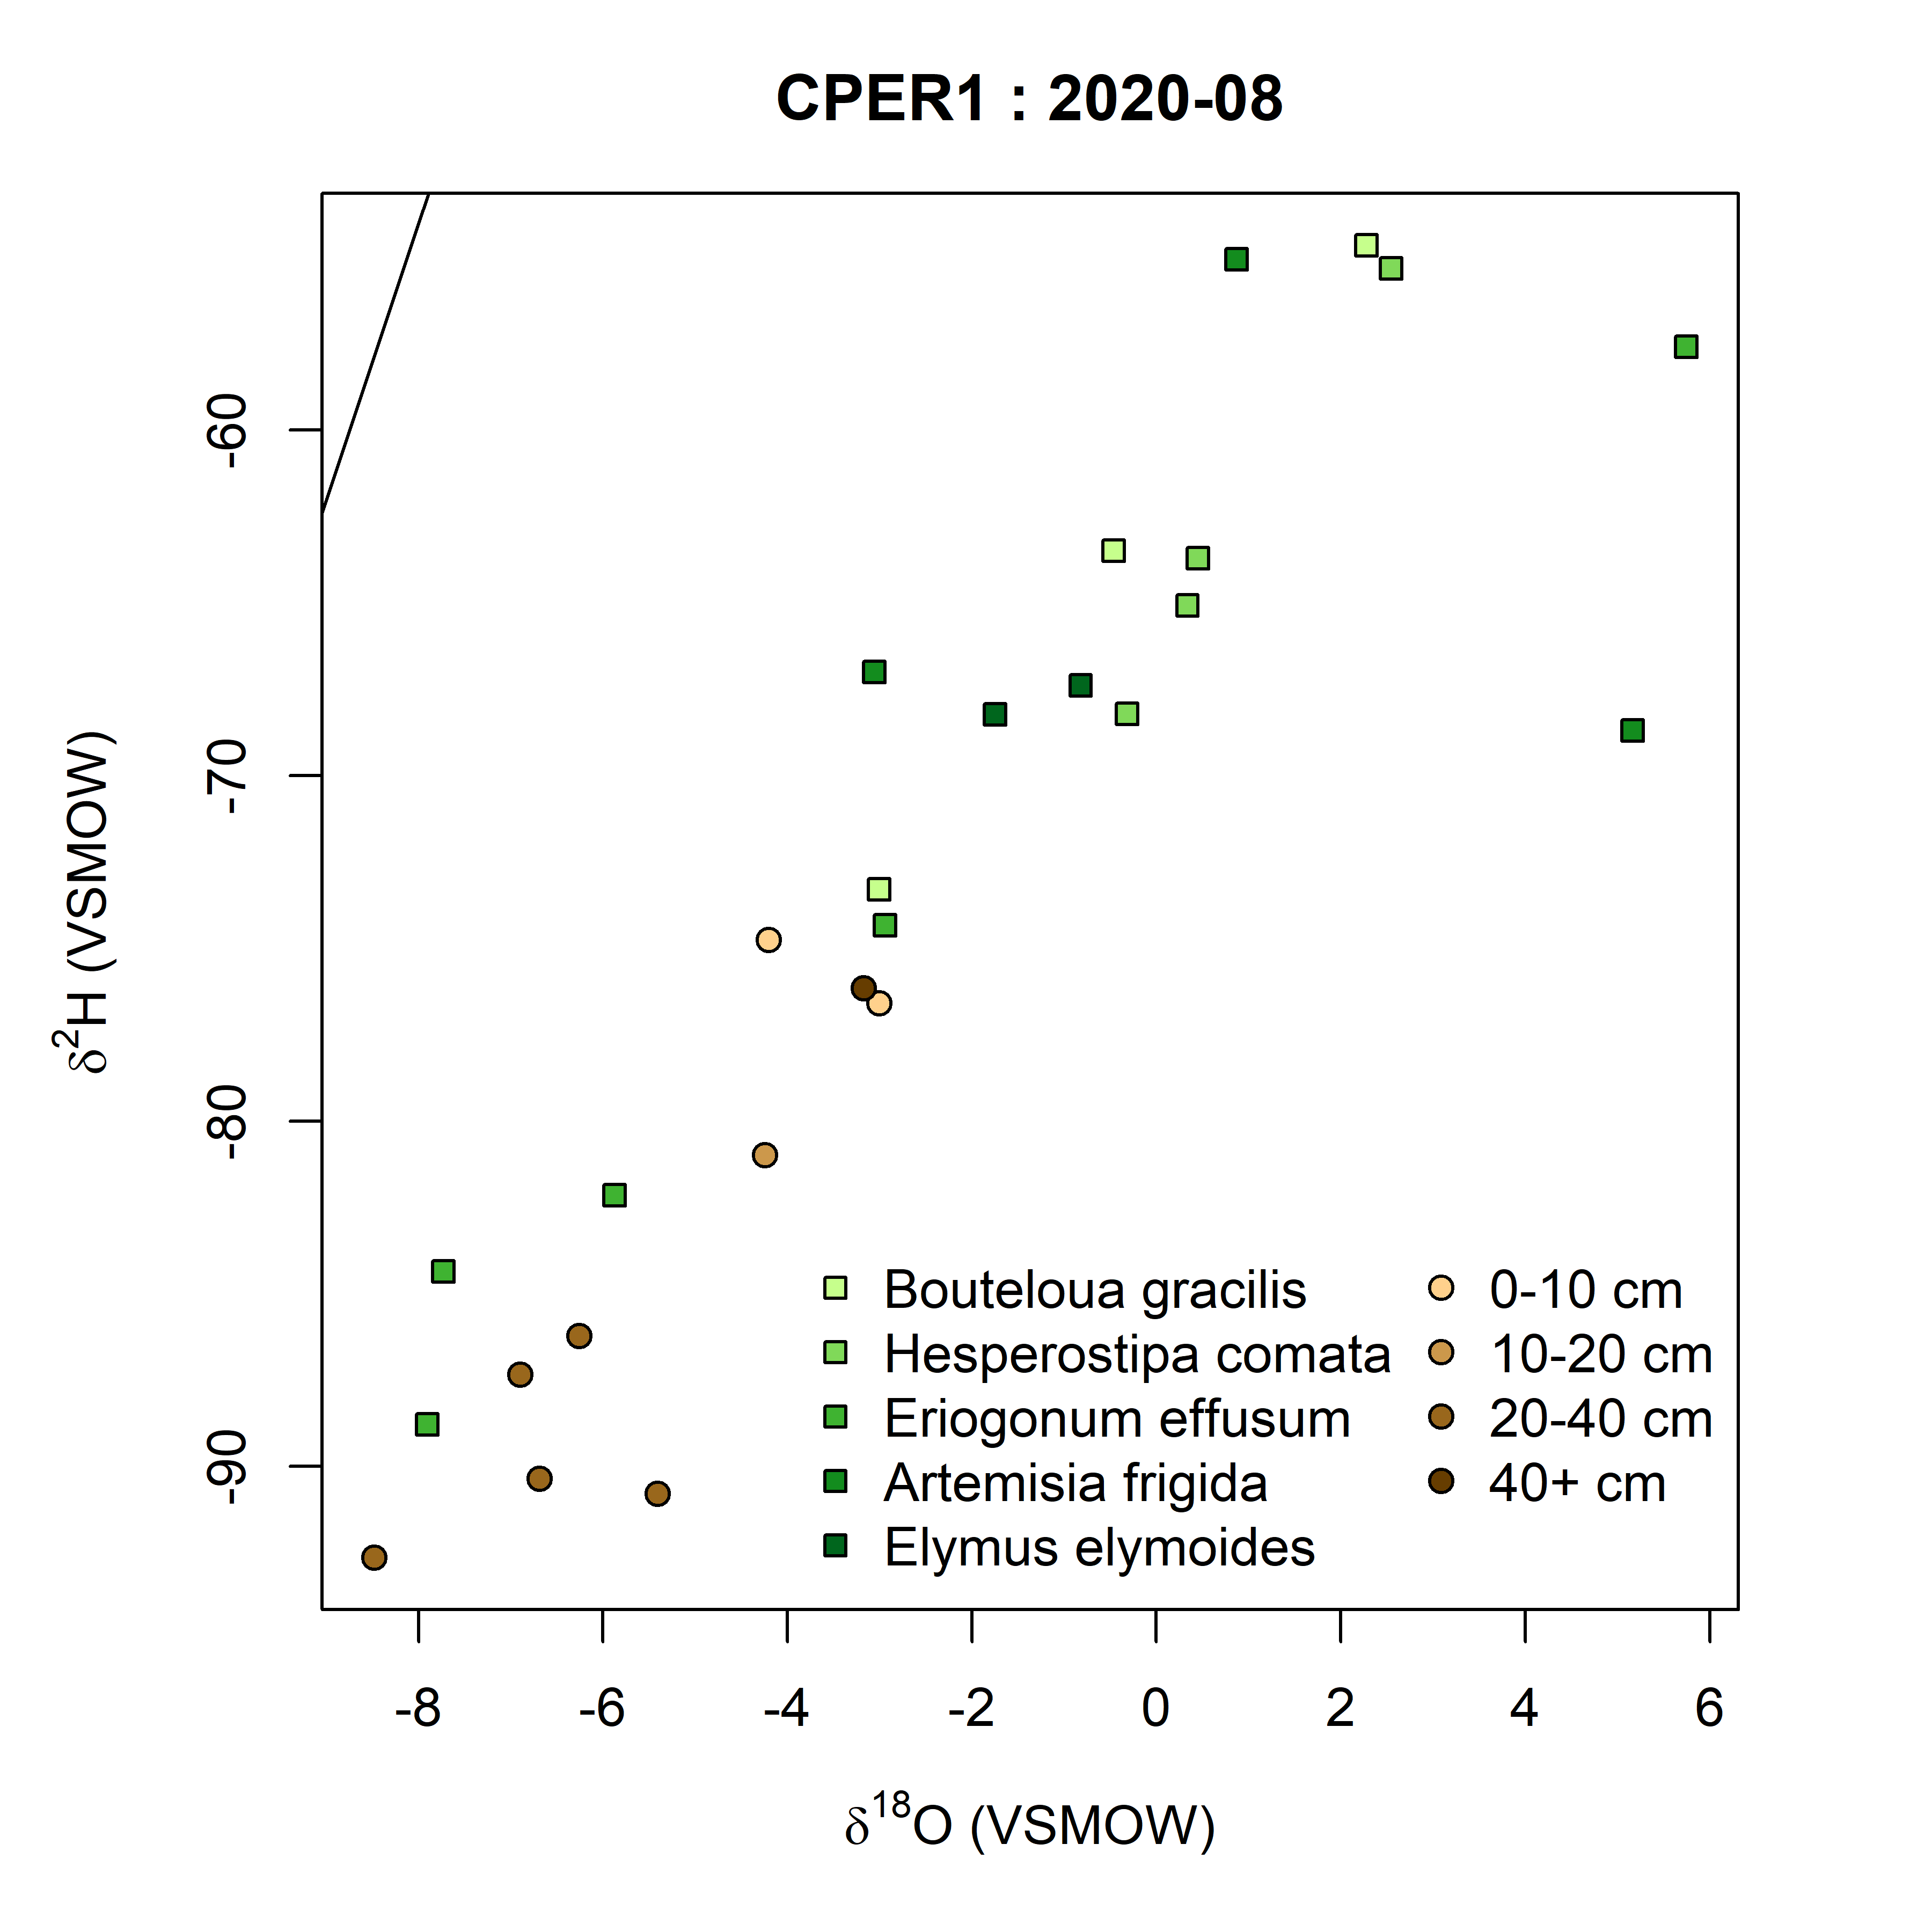 CPER1 : 2020-08
δ²H (VSMOW)
-60
-70
-80
-90
Bouteloua gracilis
Hesperostipa comata
Eriogonum effusum
Artemisia frigida
Elymus elymoides
0-10 cm
10-20 cm
20-40 cm
40+ cm
-8 -6 -4 -2 0 2 4 6
δ¹⁸O (VSMOW)